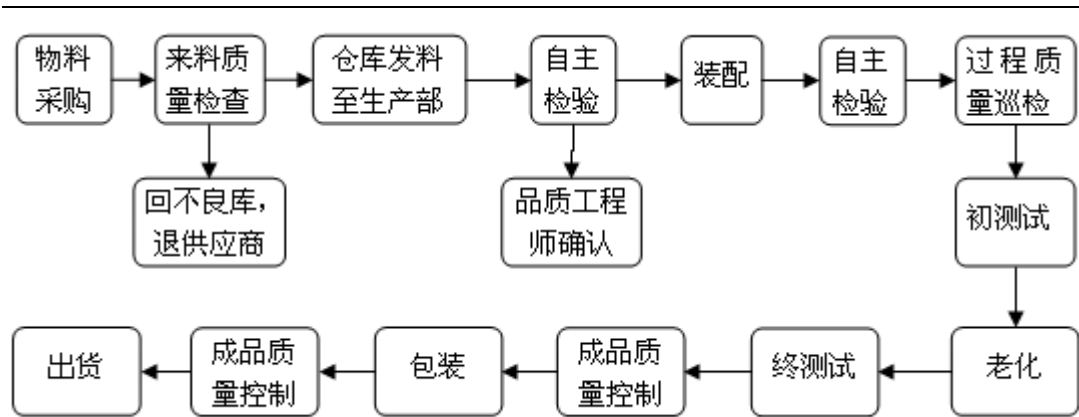 物料
采购
来料质
量检查
仓库发料
至生产部
自主
检验
装配
自主
检验
过程质
量巡检
回不良库，
退供应商
品质工程
师确认
初测试
老化
终测试
成品质
量控制
包装
成品质
量控制
出货